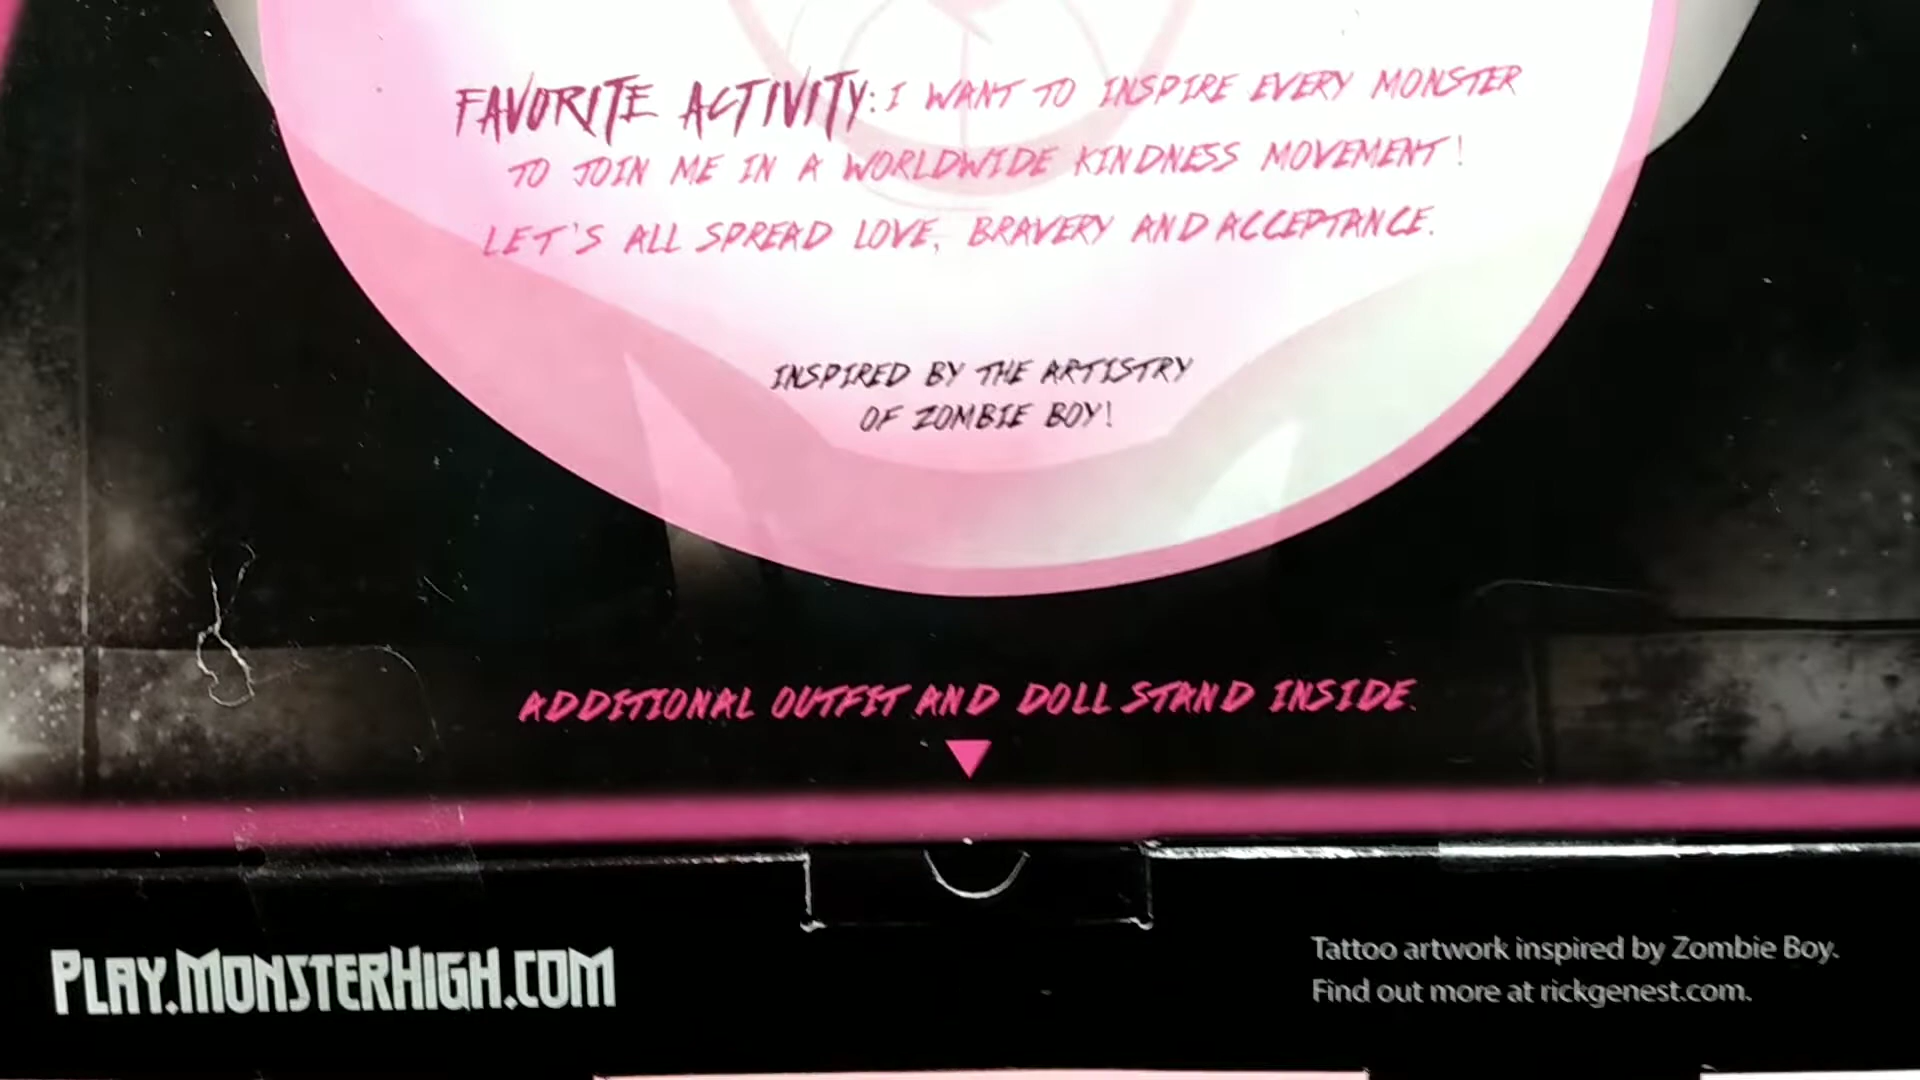 FAVORITE ACTIVITY: I WANT TO INSPIRE EVERY MONSTER
TO JOIN ME IN A WORLDWIDE KINDNESS MOVEMENT!
LET'S ALL SPREAD LOVE, BRAVERY AND ACCEPTANCE.
INSPIRED BY THE ARTISTRY
OF ZOMBIE BOY!
ADDITIONAL OUTFIT AND DOLL STAND INSIDE.
PLAY.MONSTERHIGH.COM
Tattoo artwork inspired by Zombie Boy.
Find out more at rickgenest.com.